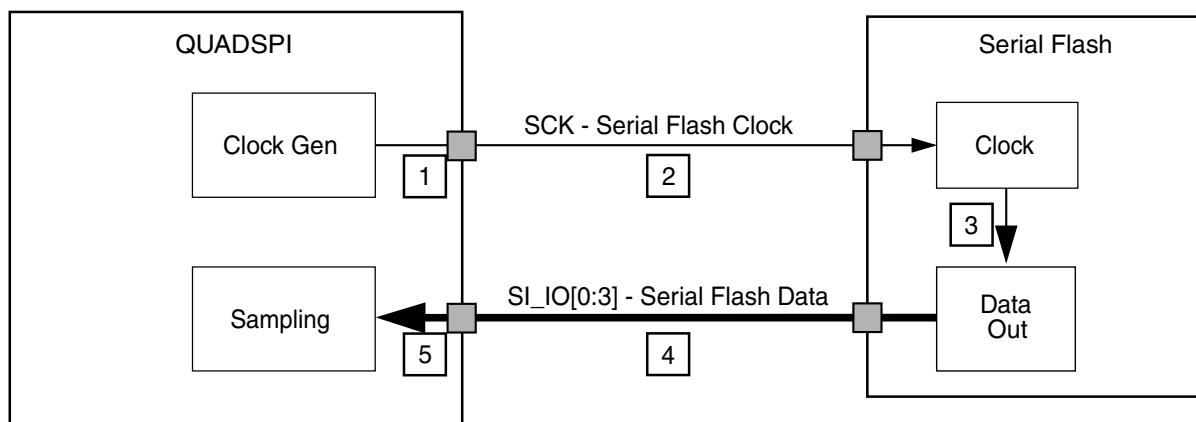 QUADSPI
Serial Flash
Clock Gen
SCK - Serial Flash Clock
Clock
1
2
3
Sampling
SI_IO[0:3] - Serial Flash Data
Data
Out
5
4